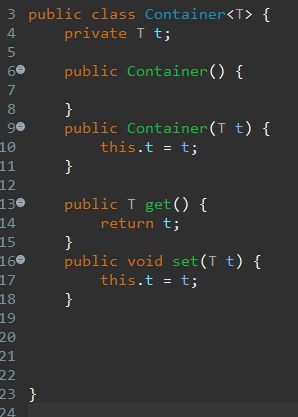 3 public class Container<T> {
4     private T t;
5
6     public Container() {
7
8     }
9     public Container(T t) {
10         this.t = t;
11     }
12
13     public T get() {
14         return t;
15     }
16     public void set(T t) {
17         this.t = t;
18     }
19
20
21
22
23 }
24